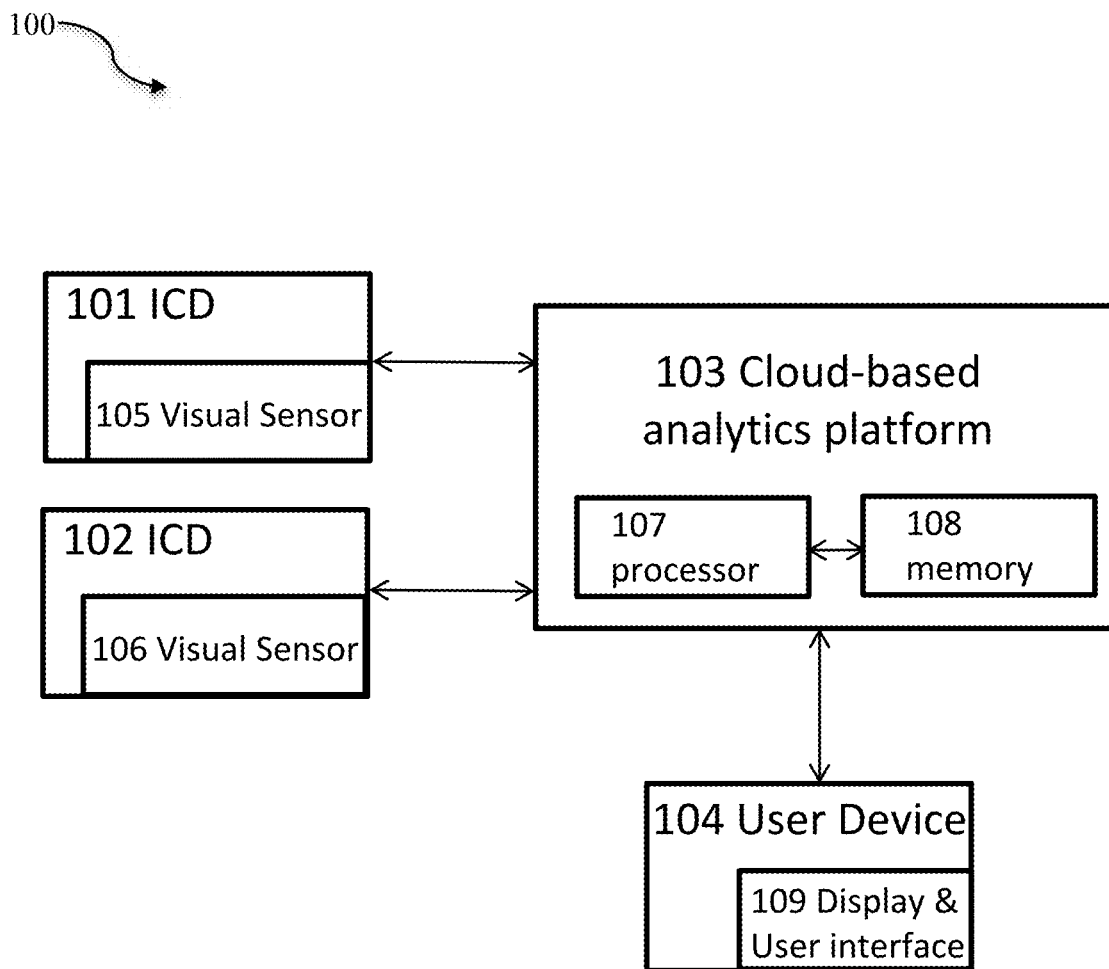 100
101 ICD
105 Visual Sensor
102 ICD
106 Visual Sensor
103 Cloud-based
analytics platform
107
processor
108
memory
104 User Device
109 Display &
User interface